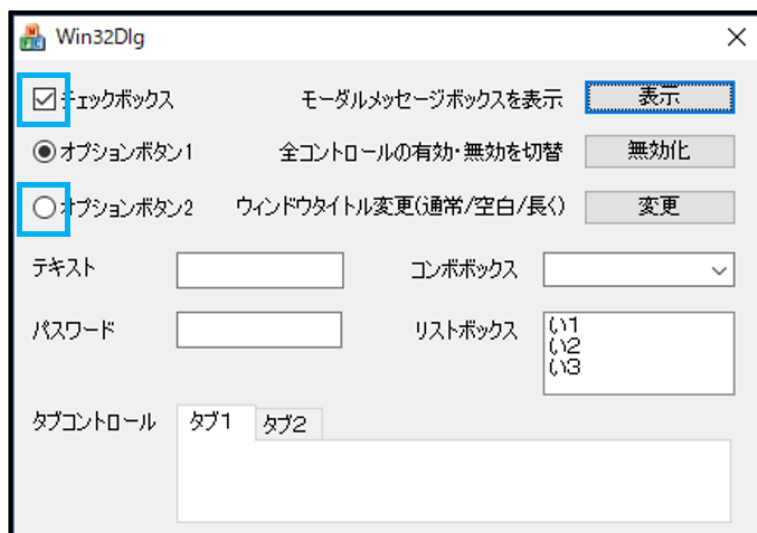 Win32Dlg
チェックボックス モーダルメッセージボックスを表示 表示
オプションボタン1 全コントロールの有効・無効を切替 無効化
オプションボタン2 ウィンドウタイトル変更(通常/空白/長く) 変更
テキスト コンボボックス
パスワード リストボックス い1
い2
い3
タブコントロール タブ1 タブ2